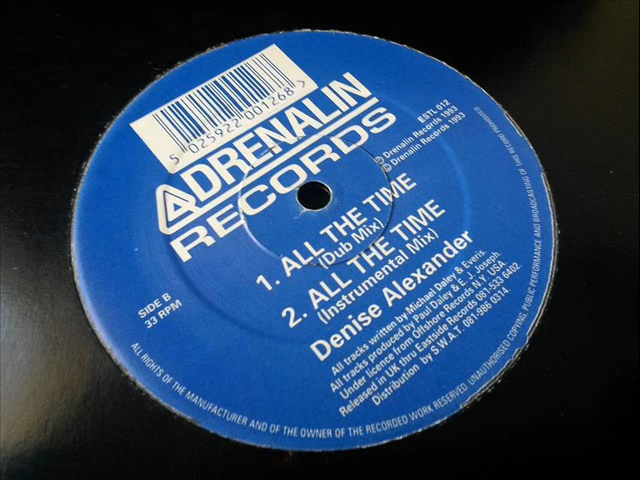 5 025922 001268 >
ADRENALIN
RECORDS
ESTL 012
℗ Drenalin Records 1993
© Drenalin Records 1993
1. ALL THE TIME
(Dub Mix)
2. ALL THE TIME
(Instrumental Mix)
Denise Alexander
SIDE B
33 RPM
All tracks written by Michael Daley & Everis.
All tracks produced by Paul Daley & E. J. Joseph.
Under licence from Offshore Records N.Y. USA.
Released in UK thru Eastside Records 081-533 6402
Distribution by S.W.A.T. 081-986 0314
ALL RIGHTS OF THE MANUFACTURER AND OF THE OWNER OF THE RECORDED WORK RESERVED. UNAUTHORISED COPYING, PUBLIC PERFORMANCE AND BROADCASTING OF THIS RECORD PROHIBITED